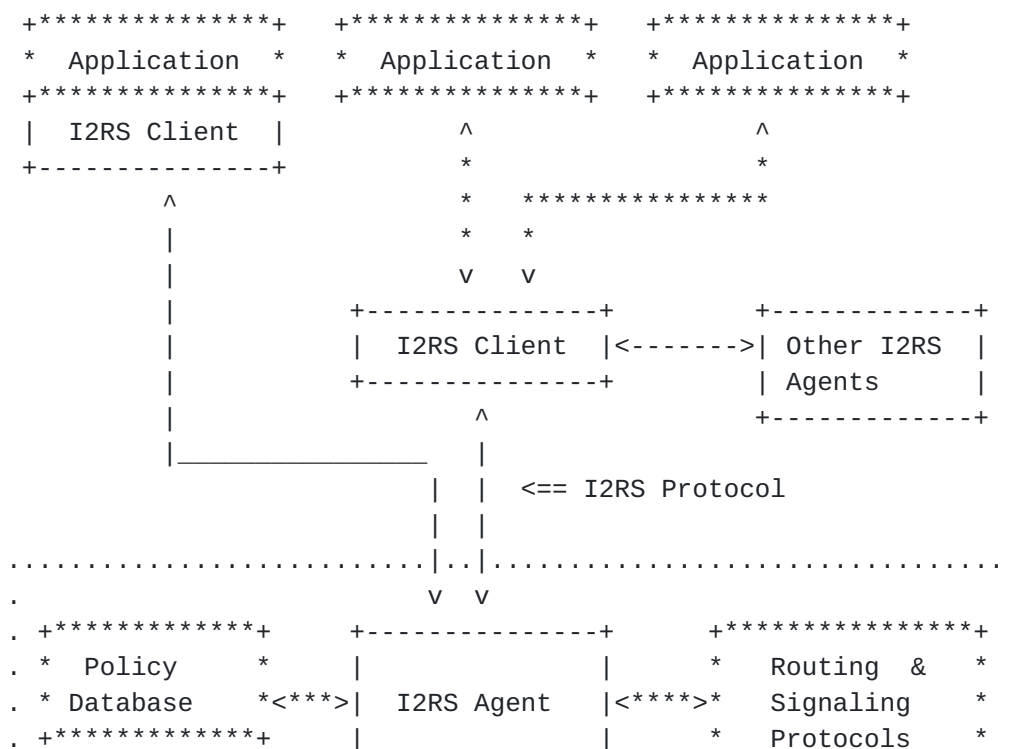 +***************+   +***************+   +***************+
*  Application  *   *  Application  *   *  Application  *
+***************+   +***************+   +***************+
|  I2RS Client  |           ^                  ^
+---------------+           *                  *
         ^                  *   ****************
         |                  *   *
         |                  v   v
         |           +---------------+         +-------------+
         |           |  I2RS Client  |<------->| Other I2RS  |
         |           +---------------+         | Agents      |
         |                   ^                 +-------------+
         |________________   |
                          |  |  <== I2RS Protocol
                          |  |
...........................|..|.................................
.                          v  v
. +*************+     +---------------+      +****************+
. *  Policy     *     |               |      *   Routing  &   *
. * Database    *<***>|  I2RS Agent   |<****>*   Signaling    *
. +*************+     |               |      *   Protocols    *